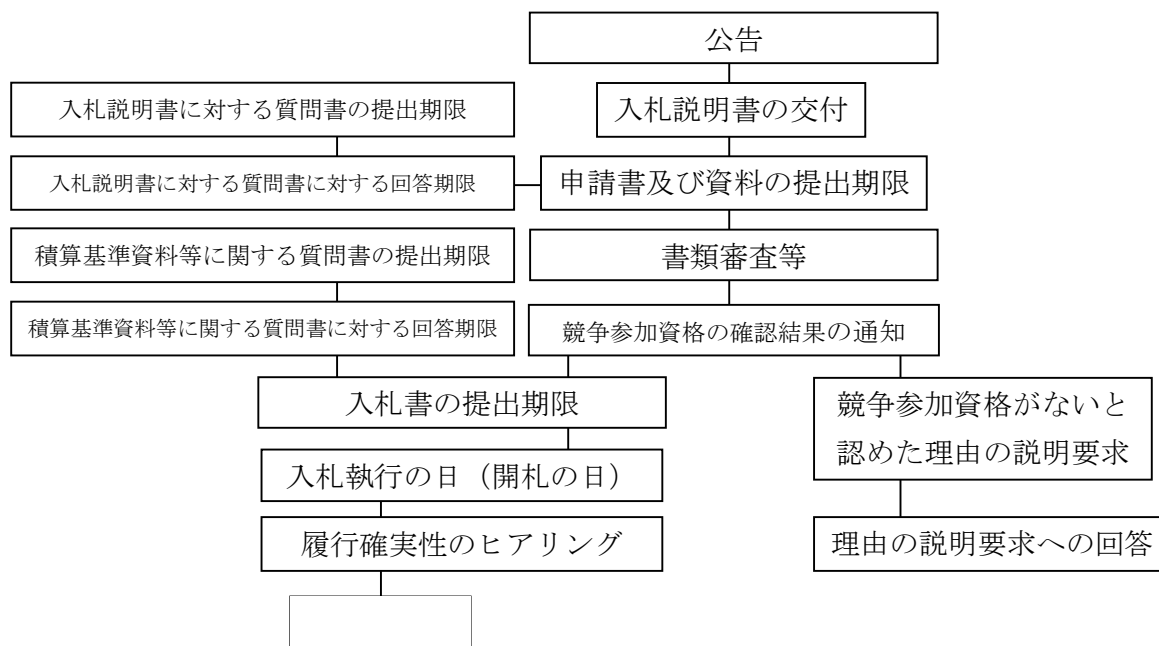 公告
入札説明書に対する質問書の提出期限
入札説明書の交付
入札説明書に対する質問書に対する回答期限
申請書及び資料の提出期限
積算基準資料等に関する質問書の提出期限
書類審査等
積算基準資料等に関する質問書に対する回答期限
競争参加資格の確認結果の通知
入札書の提出期限
競争参加資格がないと
認めた理由の説明要求
入札執行の日（開札の日）
履行確実性のヒアリング
理由の説明要求への回答